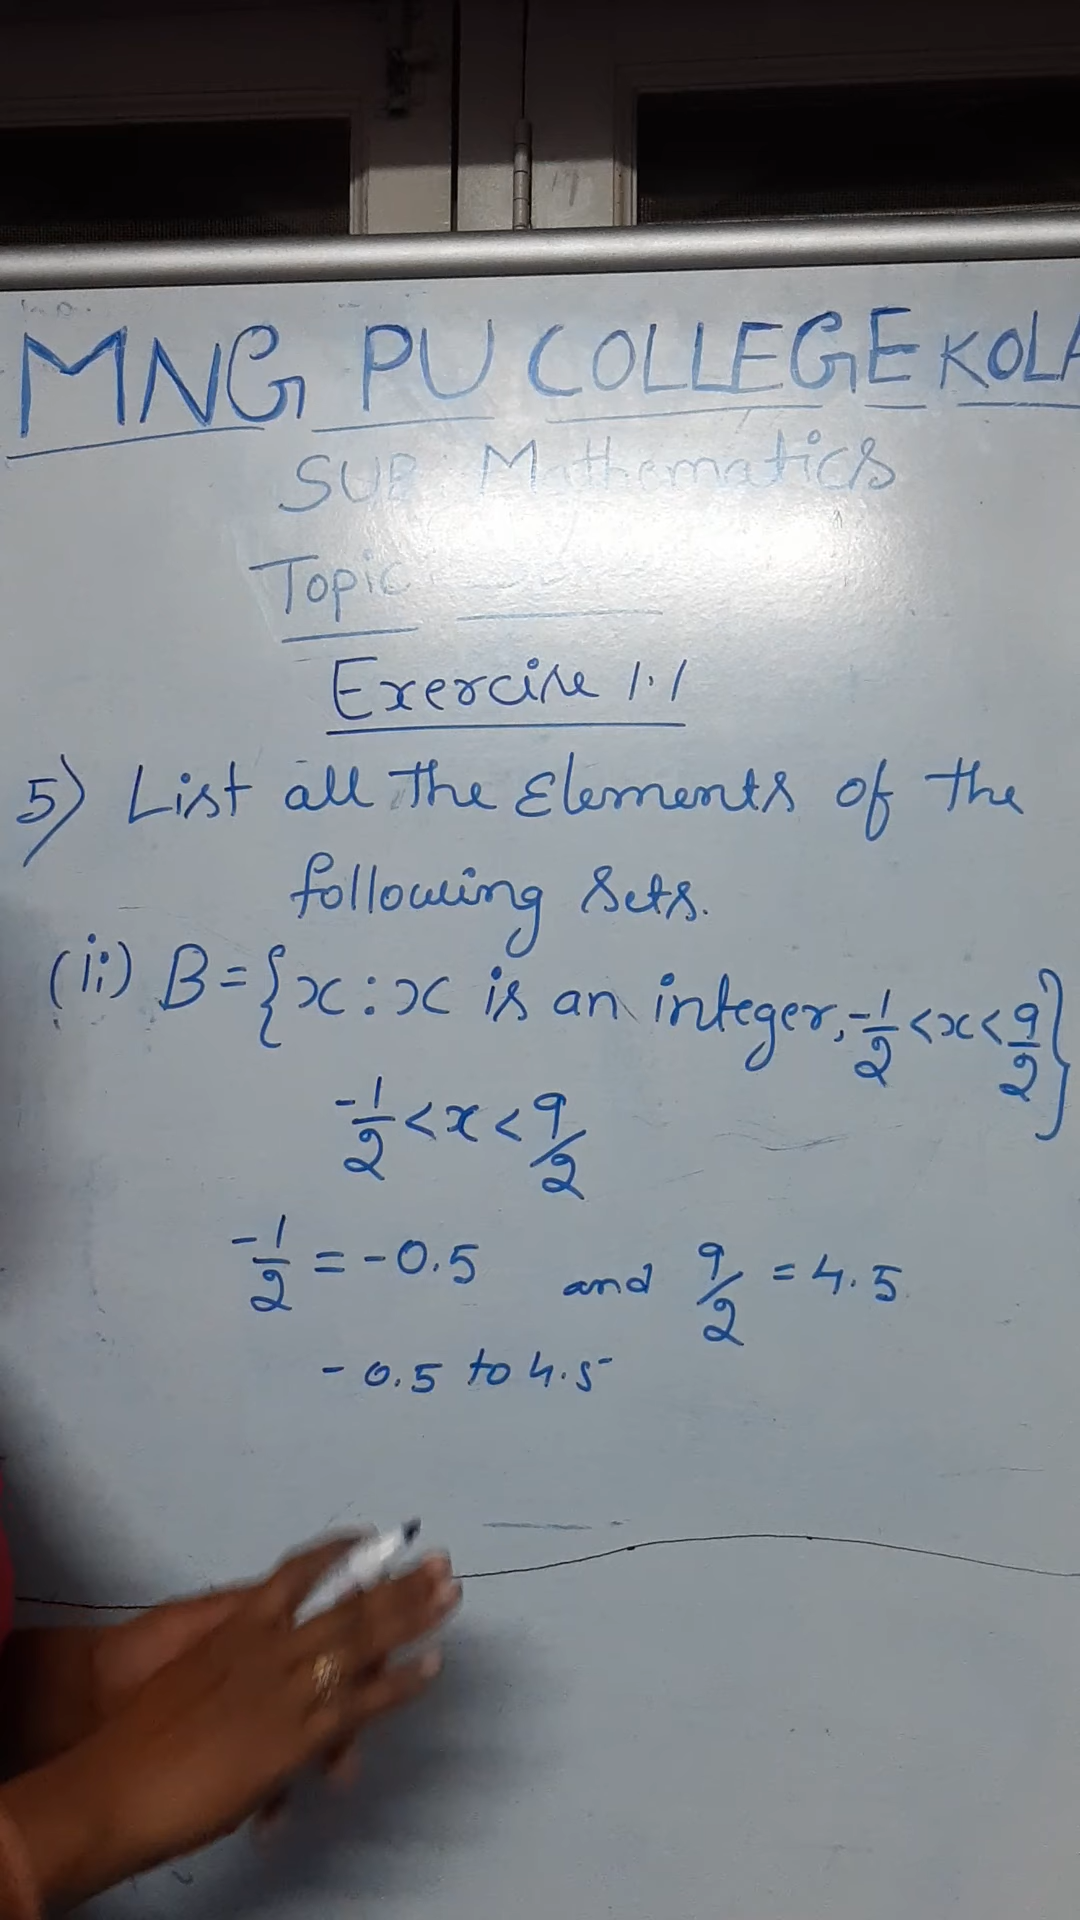 MNG PU COLLEGE KOLA
SUB Mathematics
Topic
Exercise 1.1
5) List all the Elements of the
following Sets.
(ii) B = {x : x is an integer, -1/2 < x < 9/2}
-1/2 < x < 9/2
-1/2 = -0.5 and 9/2 = 4.5
-0.5 to 4.5